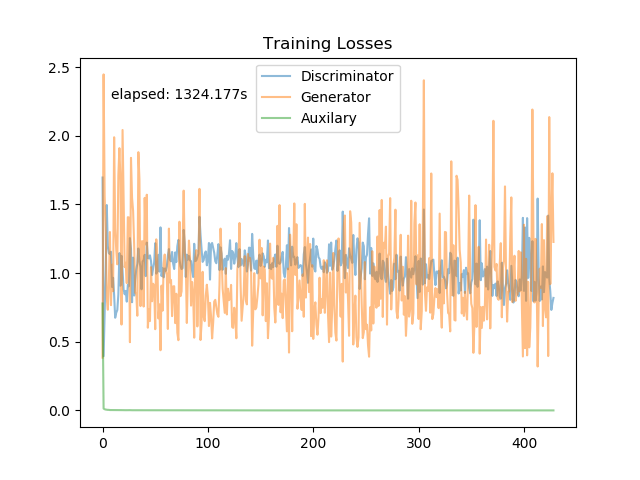 Training Losses
2.5
2.0
1.5
1.0
0.5
0.0
elapsed: 1324.177s
Discriminator
Generator
Auxilary
0
100
200
300
400